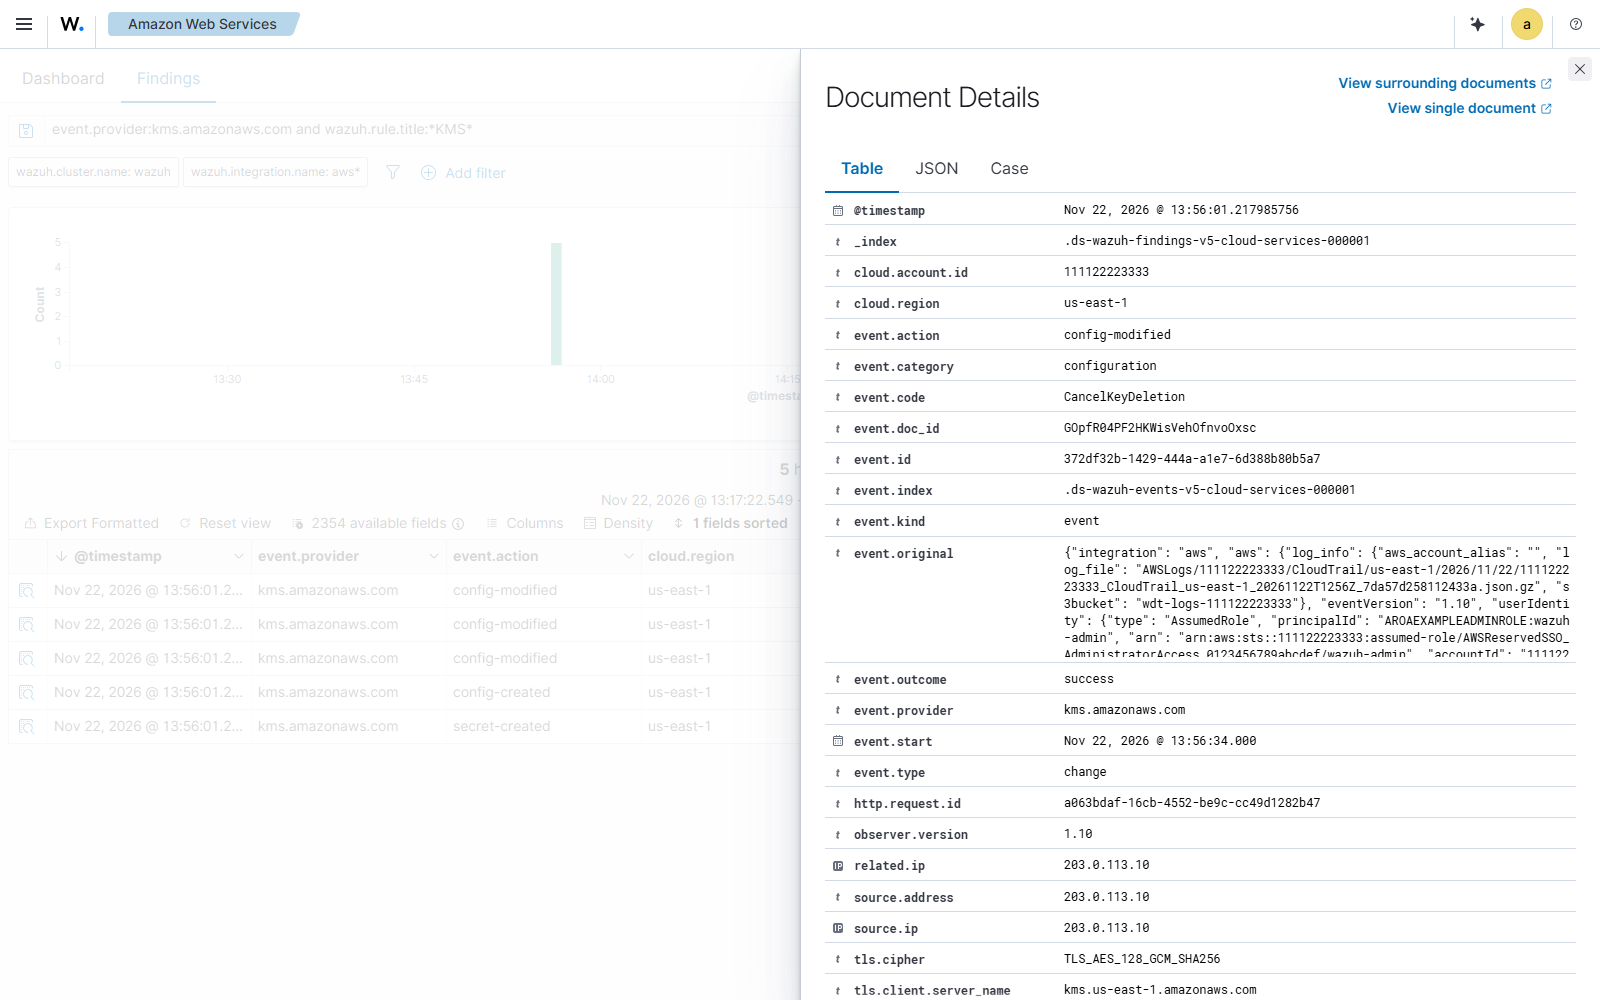 W.
Amazon Web Services
a
Dashboard
Findings
event.provider:kms.amazonaws.com and wazuh.rule.title:*KMS*
wazuh.cluster.name: wazuh
wazuh.integration.name: aws*
Add filter
5
4
3
2
1
0
Count
13:30
13:45
14:00
14:15
5
Nov 22, 2026 @ 13:17:22.549 -
Export Formatted
Reset view
2354 available fields
Columns
Density
1 fields sorted
@timestamp
event.provider
event.action
cloud.region
Nov 22, 2026 @ 13:56:01.2... kms.amazonaws.com config-modified us-east-1
Nov 22, 2026 @ 13:56:01.2... kms.amazonaws.com config-modified us-east-1
Nov 22, 2026 @ 13:56:01.2... kms.amazonaws.com config-modified us-east-1
Nov 22, 2026 @ 13:56:01.2... kms.amazonaws.com config-created us-east-1
Nov 22, 2026 @ 13:56:01.2... kms.amazonaws.com secret-created us-east-1
Document Details
View surrounding documents
View single document
Table
JSON
Case
@timestamp Nov 22, 2026 @ 13:56:01.217985756
t _index .ds-wazuh-findings-v5-cloud-services-000001
t cloud.account.id 111122223333
t cloud.region us-east-1
t event.action config-modified
t event.category configuration
t event.code CancelKeyDeletion
t event.doc_id GOpfR04PF2HKWisVehOfnvoOxsc
t event.id 372df32b-1429-444a-a1e7-6d388b80b5a7
t event.index .ds-wazuh-events-v5-cloud-services-000001
t event.kind event
t event.original {"integration": "aws", "aws": {"log_info": {"aws_account_alias": "", "l
og_file": "AWSLogs/111122223333/CloudTrail/us-east-1/2026/11/22/1111222
23333_CloudTrail_us-east-1_20261122T1256Z_7da57d258112433a.json.gz", "s
3bucket": "wdt-logs-111122223333"}, "eventVersion": "1.10", "userIdenti
ty": {"type": "AssumedRole", "principalId": "AROAEXAMPLEADMINROLE:wazuh
-admin", "arn": "arn:aws:sts::111122223333:assumed-role/AWSReservedSSO_
AdministratorAccess_0123456789abcdef/wazuh-admin", "accountId": "111122
t event.outcome success
t event.provider kms.amazonaws.com
event.start Nov 22, 2026 @ 13:56:34.000
t event.type change
t http.request.id a063bdaf-16cb-4552-be9c-cc49d1282b47
t observer.version 1.10
related.ip 203.0.113.10
t source.address 203.0.113.10
source.ip 203.0.113.10
t tls.cipher TLS_AES_128_GCM_SHA256
t tls.client.server_name kms.us-east-1.amazonaws.com